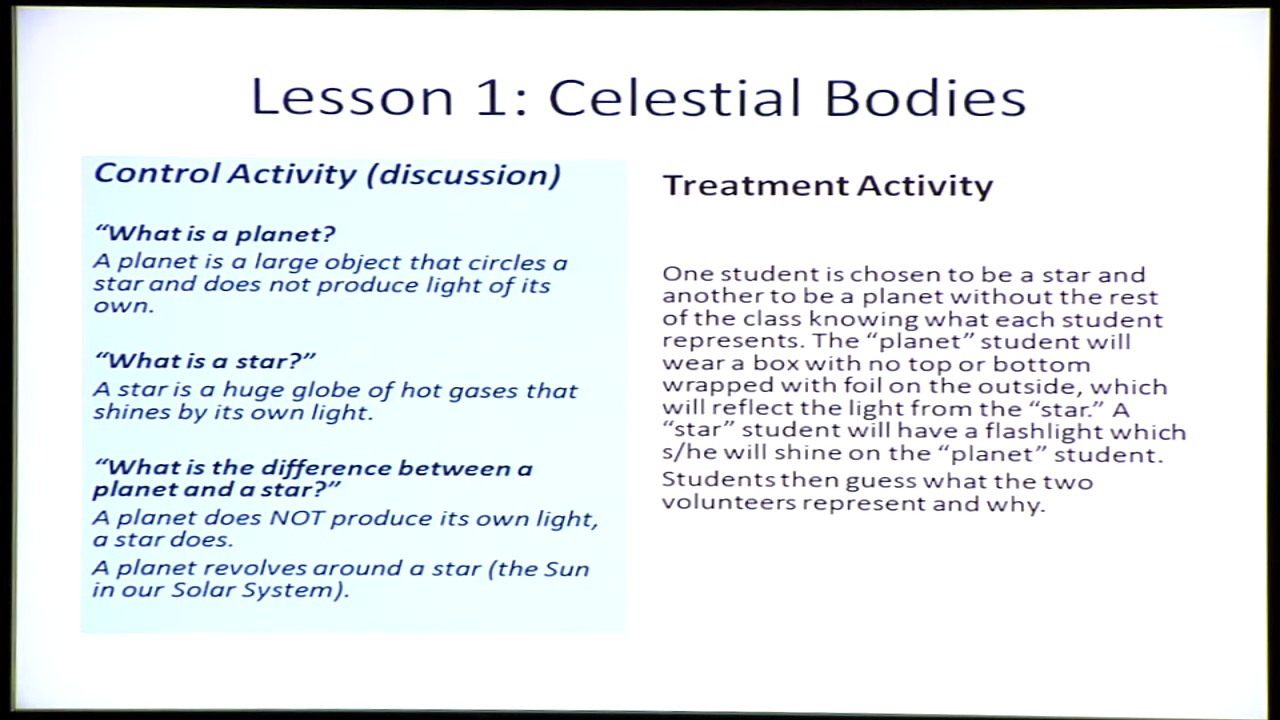 Lesson 1: Celestial Bodies
Control Activity (discussion)
“What is a planet?
A planet is a large object that circles a
star and does not produce light of its
own.
“What is a star?”
A star is a huge globe of hot gases that
shines by its own light.
“What is the difference between a
planet and a star?”
A planet does NOT produce its own light,
a star does.
A planet revolves around a star (the Sun
in our Solar System).
Treatment Activity
One student is chosen to be a star and
another to be a planet without the rest
of the class knowing what each student
represents. The “planet” student will
wear a box with no top or bottom
wrapped with foil on the outside, which
will reflect the light from the “star.” A
“star” student will have a flashlight which
s/he will shine on the “planet” student.
Students then guess what the two
volunteers represent and why.